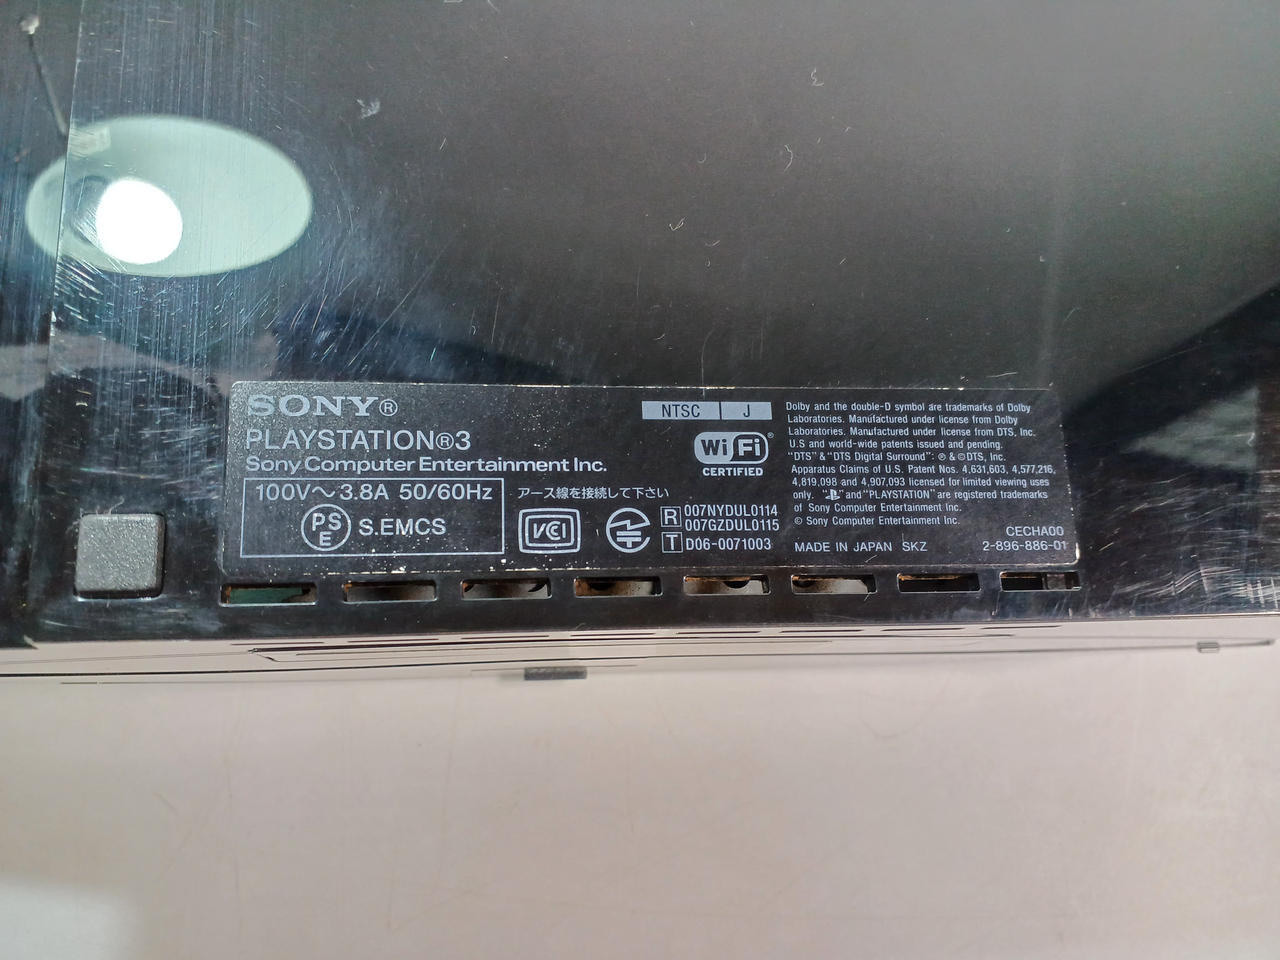 SONY®
PLAYSTATION®3
Sony Computer Entertainment Inc.
100V～ 3.8A 50/60Hz
PS
E
S.EMCS
アース線を接続して下さい
VCCI
NTSC J
Wi Fi®
CERTIFIED
R 007NYDUL0114
007GZDUL0115
T D06-0071003
Dolby and the double-D symbol are trademarks of Dolby
Laboratories. Manufactured under license from Dolby
Laboratories. Manufactured under license from DTS, Inc.
U.S and world-wide patents issued and pending.
"DTS" & "DTS Digital Surround": ℗ & ©DTS, Inc.
Apparatus Claims of U.S. Patent Nos. 4,631,603, 4,577,216,
4,819,098 and 4,907,093 licensed for limited viewing uses
only. " " and "PLAYSTATION" are registered trademarks
of Sony Computer Entertainment Inc.
© Sony Computer Entertainment Inc.
MADE IN JAPAN SKZ
CECHA00
2-896-886-01